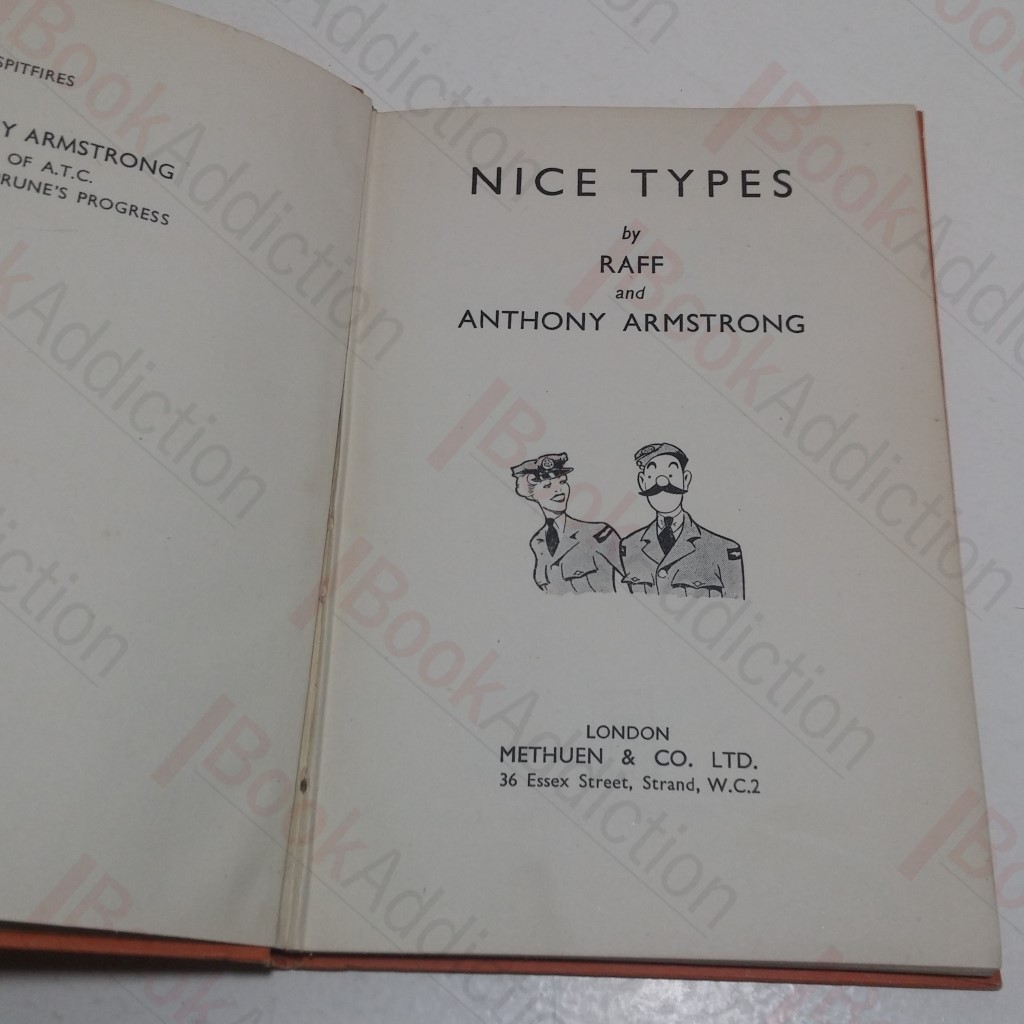 SPITFIRES
Y ARMSTRONG
OF A.T.C.
RUNE'S PROGRESS
NICE TYPES
by
RAFF
and
ANTHONY ARMSTRONG
LONDON
METHUEN & CO. LTD.
36 Essex Street, Strand, W.C.2
BookAddiction